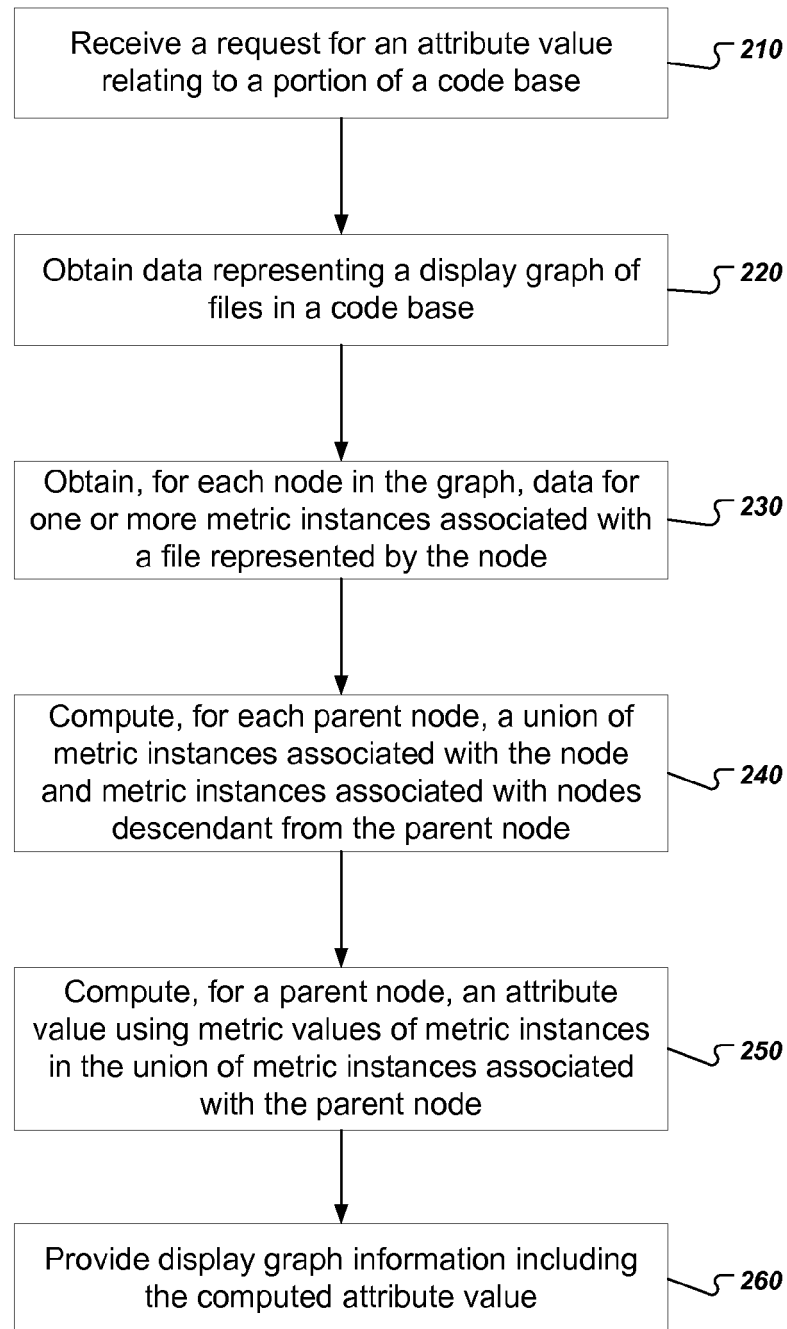 Receive a request for an attribute value
relating to a portion of a code base
210
Obtain data representing a display graph of
files in a code base
220
Obtain, for each node in the graph, data for
one or more metric instances associated with
a file represented by the node
230
Compute, for each parent node, a union of
metric instances associated with the node
and metric instances associated with nodes
descendant from the parent node
240
Compute, for a parent node, an attribute
value using metric values of metric instances
in the union of metric instances associated
with the parent node
250
Provide display graph information including
the computed attribute value
260